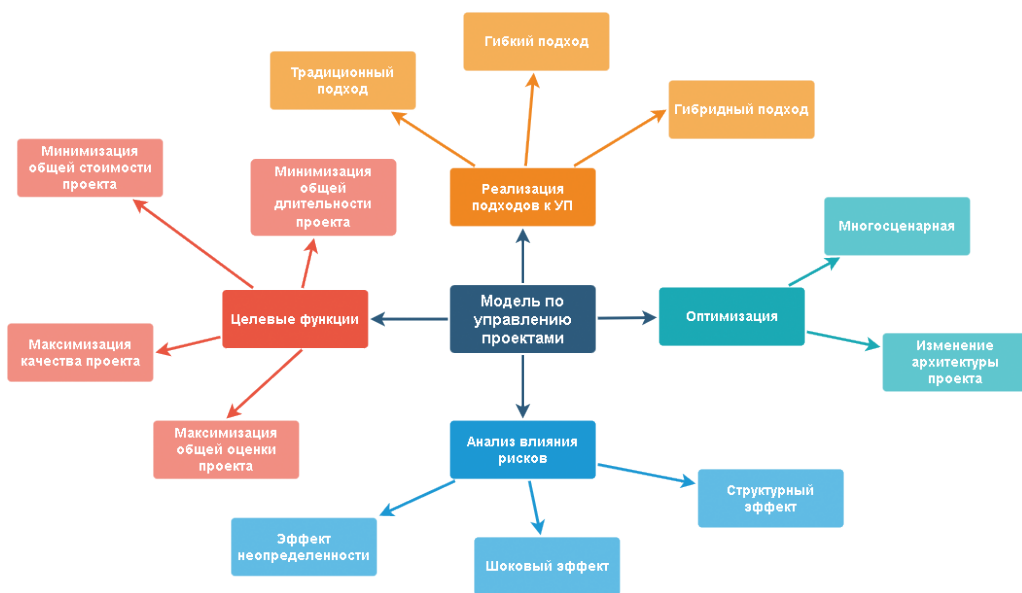 Гибкий подход
Традиционный
подход
Гибридный подход
Минимизация
общей стоимости
проекта
Минимизация
общей
длительности
проекта
Реализация
подходов к УП
Многосценарная
Целевые функции
Модель по
управлению
проектами
Оптимизация
Максимизация
качества проекта
Изменение
архитектуры
проекта
Максимизация
общей оценки
проекта
Анализ влияния
рисков
Структурный
эффект
Эффект
неопределенности
Шоковый эффект